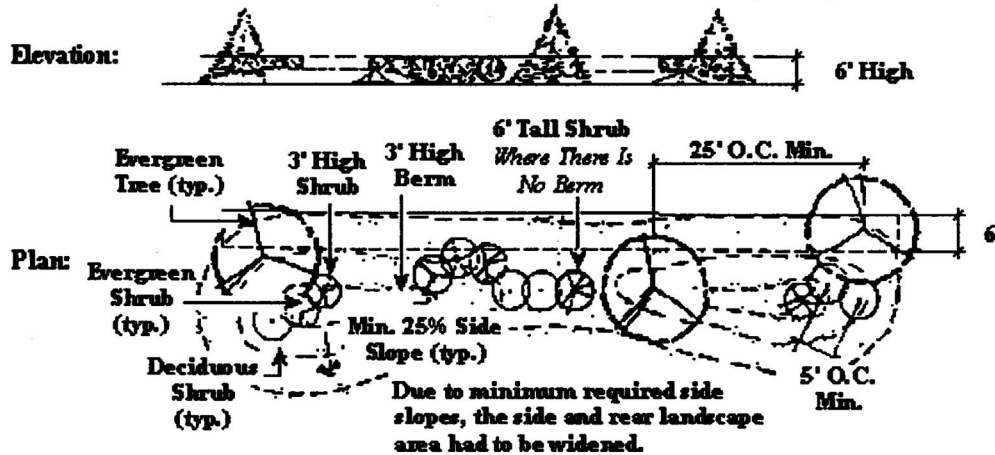 Elevation:
6' High
6' Tall Shrub
Where There Is
No Berm
25' O.C. Min.
Evergreen
Tree (typ.)
3' High
Shrub
3' High
Berm
6
Plan:
Evergreen
Shrub
(typ.)
Min. 25% Side
Slope (typ.)
Deciduous
Shrub
(typ.)
5' O.C.
Min.
Due to minimum required side
slopes, the side and rear landscape
area had to be widened.